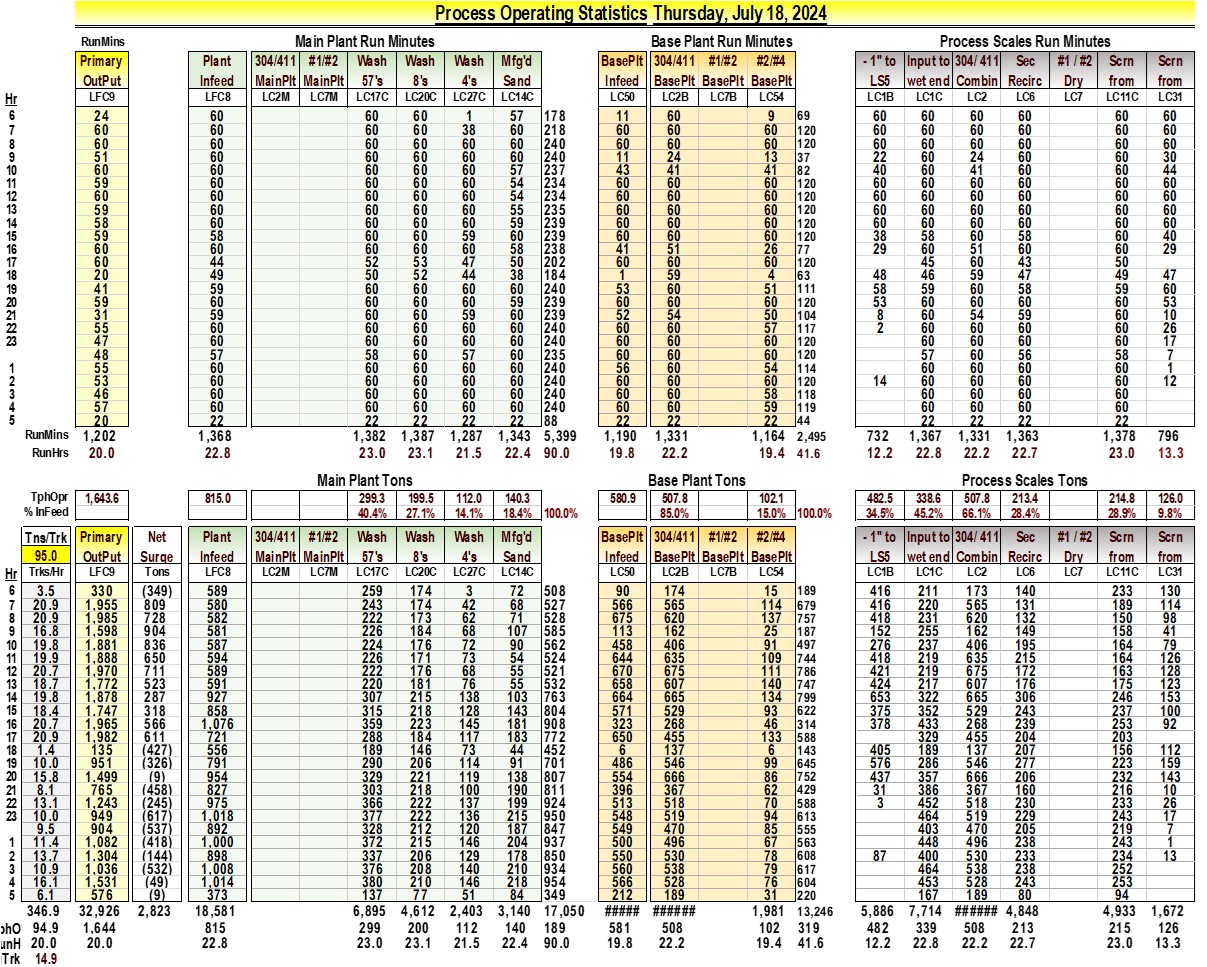 Process Operating Statistics Thursday, July 18, 2024
RunMins Main Plant Run Minutes Base Plant Run Minutes Process Scales Run Minutes
Primary Plant 304/411 #1/#2 Wash Wash Wash Mfg'd BasePlt 304/411 #1/#2 #2/#4 - 1" to Input to 304/ 411 Sec #1 / #2 Scrn Scrn
OutPut Infeed MainPlt MainPlt 57's 8's 4's Sand Infeed BasePlt BasePlt BasePlt LS5 wet end Combin Recirc Dry from from
Hr LFC9 LFC8 LC2M LC7M LC17C LC20C LC27C LC14C LC50 LC2B LC7B LC54 LC1B LC1C LC2 LC6 LC7 LC11C LC31
6 24 60 60 60 1 57 178 11 60 9 69 60 60 60 60 60 60
7 60 60 60 60 38 60 218 60 60 60 120 60 60 60 60 60 60
8 60 60 60 60 60 60 240 60 60 60 120 60 60 60 60 60 60
9 51 60 60 60 60 60 240 11 24 13 37 22 60 24 60 60 30
10 60 60 60 60 60 57 237 43 41 41 82 40 60 41 60 60 44
11 59 60 60 60 60 54 234 60 60 60 120 60 60 60 60 60 60
12 60 60 60 60 60 54 234 60 60 60 120 60 60 60 60 60 60
13 59 60 60 60 60 55 235 60 60 60 120 60 60 60 60 60 60
14 58 60 60 60 60 59 239 60 60 60 120 60 60 60 60 60 60
15 59 58 60 60 59 60 239 60 60 60 120 38 58 60 58 60 40
16 60 60 60 60 60 58 238 41 51 26 77 29 60 51 60 60 29
17 60 44 52 53 47 50 202 60 60 60 120 45 60 43 50
18 20 49 50 52 44 38 184 1 59 4 63 48 46 59 47 49 47
19 41 59 60 60 60 60 240 53 60 51 111 58 59 60 58 59 60
20 59 60 60 60 60 59 239 60 60 60 120 53 60 60 60 60 53
21 31 59 60 60 59 60 239 52 54 50 104 8 60 54 59 60 10
22 55 60 60 60 60 60 240 60 60 57 117 2 60 60 60 60 26
23 47 60 60 60 60 60 240 60 60 60 120 60 60 60 60 17
48 57 58 60 57 60 235 60 60 60 120 57 60 56 58 7
1 55 60 60 60 60 60 240 56 60 54 114 60 60 60 60 1
2 53 60 60 60 60 60 240 60 60 60 120 14 60 60 60 60 12
3 46 60 60 60 60 60 240 60 60 58 118 60 60 60 60
4 57 60 60 60 60 60 240 60 60 59 119 60 60 60 60
5 20 22 22 22 22 22 88 22 22 22 44 22 22 22 22
RunMins 1,202 1,368 1,382 1,387 1,287 1,343 5,399 1,190 1,331 1,164 2,495 732 1,367 1,331 1,363 1,378 796
RunHrs 20.0 22.8 23.0 23.1 21.5 22.4 90.0 19.8 22.2 19.4 41.6 12.2 22.8 22.2 22.7 23.0 13.3
Main Plant Tons Base Plant Tons Process Scales Tons
TphOpr 1,643.6 815.0 299.3 199.5 112.0 140.3 580.9 507.8 102.1 482.5 338.6 507.8 213.4 214.8 126.0
% InFeed 40.4% 27.1% 14.1% 18.4% 100.0% 85.0% 15.0% 100.0% 34.5% 45.2% 66.1% 28.4% 28.9% 9.8%
Tns/Trk Primary Net Plant 304/411 #1/#2 Wash Wash Wash Mfg'd BasePlt 304/411 #1/#2 #2/#4 - 1" to Input to 304/ 411 Sec #1 / #2 Scrn Scrn
95.0 OutPut Surge Infeed MainPlt MainPlt 57's 8's 4's Sand Infeed BasePlt BasePlt BasePlt LS5 wet end Combin Recirc Dry from from
Hr Trks/Hr LFC9 Tons LFC8 LC2M LC7M LC17C LC20C LC27C LC14C LC50 LC2B LC7B LC54 LC1B LC1C LC2 LC6 LC7 LC11C LC31
6 3.5 330 (349) 589 259 174 3 72 508 90 174 15 189 416 211 173 140 233 130
7 20.9 1,955 809 580 243 174 42 68 527 566 565 114 679 416 220 565 131 189 114
8 20.9 1,985 728 582 222 173 62 71 528 675 620 137 757 418 231 620 132 150 98
9 16.8 1,598 904 581 226 184 68 107 585 113 162 25 187 152 255 162 149 158 41
10 19.8 1,881 836 587 224 176 72 90 562 458 406 91 497 276 237 406 195 164 79
11 19.9 1,888 650 594 226 171 73 54 524 644 635 109 744 418 219 635 215 164 126
12 20.7 1,970 711 589 222 176 68 55 521 670 675 111 786 421 219 675 172 163 128
13 18.7 1,772 523 591 220 181 76 55 532 658 607 140 747 424 217 607 176 175 123
14 19.8 1,878 287 927 307 215 138 103 763 664 665 134 799 653 322 665 306 246 153
15 18.4 1,747 318 858 315 218 128 143 804 571 529 93 622 375 352 529 243 237 100
16 20.7 1,965 566 1,076 359 223 145 181 908 323 268 46 314 378 433 268 239 253 92
17 20.9 1,982 611 721 288 184 117 183 772 650 455 133 588 329 455 204 203
18 1.4 135 (427) 556 189 146 73 44 452 6 137 6 143 405 189 137 207 156 112
19 10.0 951 (326) 791 290 206 114 91 701 486 546 99 645 576 286 546 277 223 159
20 15.8 1,499 (9) 954 329 221 119 138 807 554 666 86 752 437 357 666 206 232 143
21 8.1 765 (458) 827 303 218 100 190 811 396 367 62 429 31 386 367 160 216 10
22 13.1 1,243 (245) 975 366 222 137 199 924 513 518 70 588 3 452 518 230 233 26
23 10.0 949 (617) 1,018 377 222 136 215 950 548 519 94 613 464 519 229 243 17
9.5 904 (537) 892 328 212 120 187 847 549 470 85 555 403 470 205 219 7
1 11.4 1,082 (418) 1,000 372 215 146 204 937 500 496 67 563 448 496 238 243 1
2 13.7 1,304 (144) 898 337 206 129 178 850 550 530 78 608 87 400 530 233 234 13
3 10.9 1,036 (532) 1,008 376 208 140 210 934 560 538 79 617 464 538 238 252
4 16.1 1,531 (49) 1,014 380 210 146 218 954 566 528 76 604 453 528 243 253
5 6.1 576 (9) 373 137 77 51 84 349 212 189 31 220 167 189 80 94
346.9 32,926 2,823 18,581 6,895 4,612 2,403 3,140 17,050 ##### ###### 1,981 13,246 5,886 7,714 ###### 4,848 4,933 1,672
phO 94.9 1,644 815 299 200 112 140 189 581 508 102 319 482 339 508 213 215 126
unH 20.0 20.0 22.8 23.0 23.1 21.5 22.4 90.0 19.8 22.2 19.4 41.6 12.2 22.8 22.2 22.7 23.0 13.3
Trk 14.9